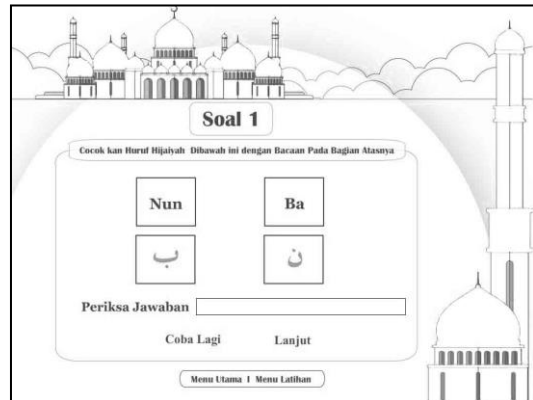 Soal 1
Cocok kan Huruf Hijaiyah Dibawah ini dengan Bacaan Pada Bagian Atasnya
Nun Ba
ب ن
Periksa Jawaban
Coba Lagi Lanjut
Menu Utama I Menu Latihan